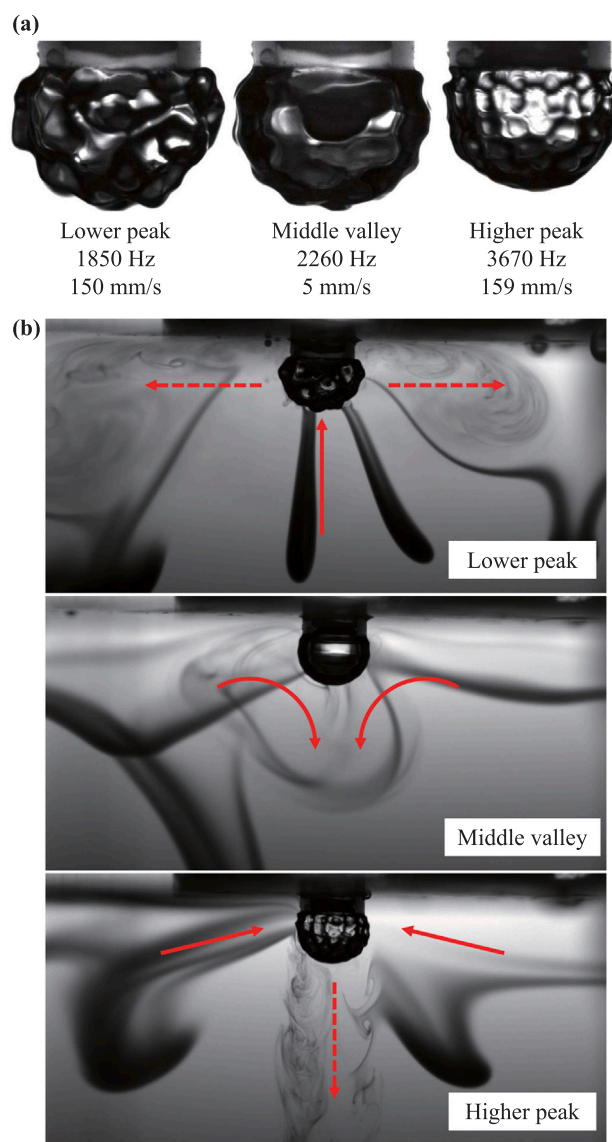 (a)
Lower peak
1850 Hz
150 mm/s
Middle valley
2260 Hz
5 mm/s
Higher peak
3670 Hz
159 mm/s
(b)
Lower peak
Middle valley
Higher peak